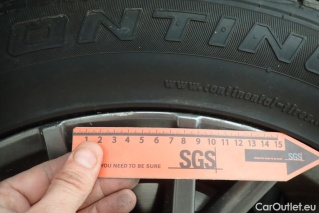 ONTINE
www.continental-tires.
1 2 3 4 5 6 7 8 9 10 11 12 13 14 15
YOU NEED TO BE SURE
SGS
SGS
CarOutlet.eu